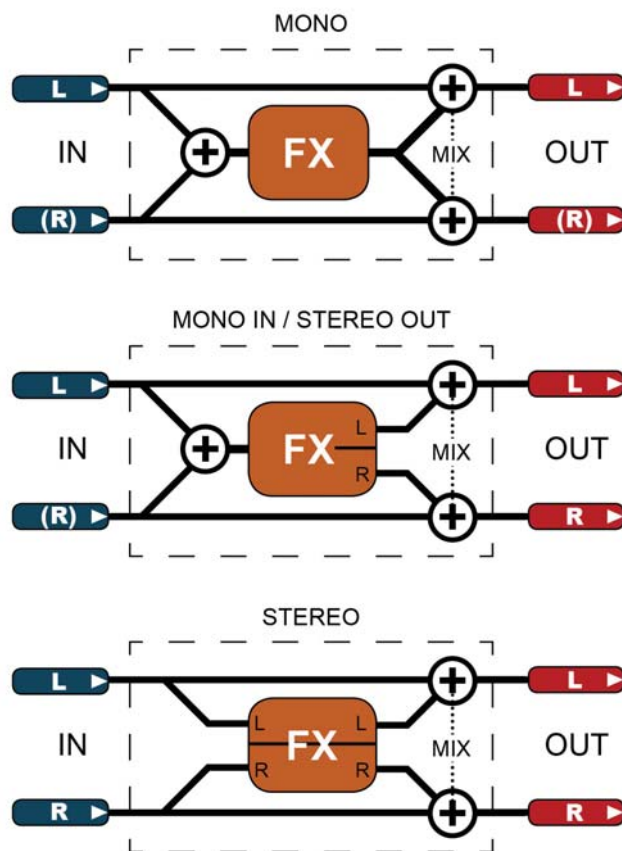 MONO
L L
IN FX MIX OUT
(R) (R)
MONO IN / STEREO OUT
L L
L
IN FX MIX OUT
R
(R) R
STEREO
L L
L L
IN FX MIX OUT
R R
R R